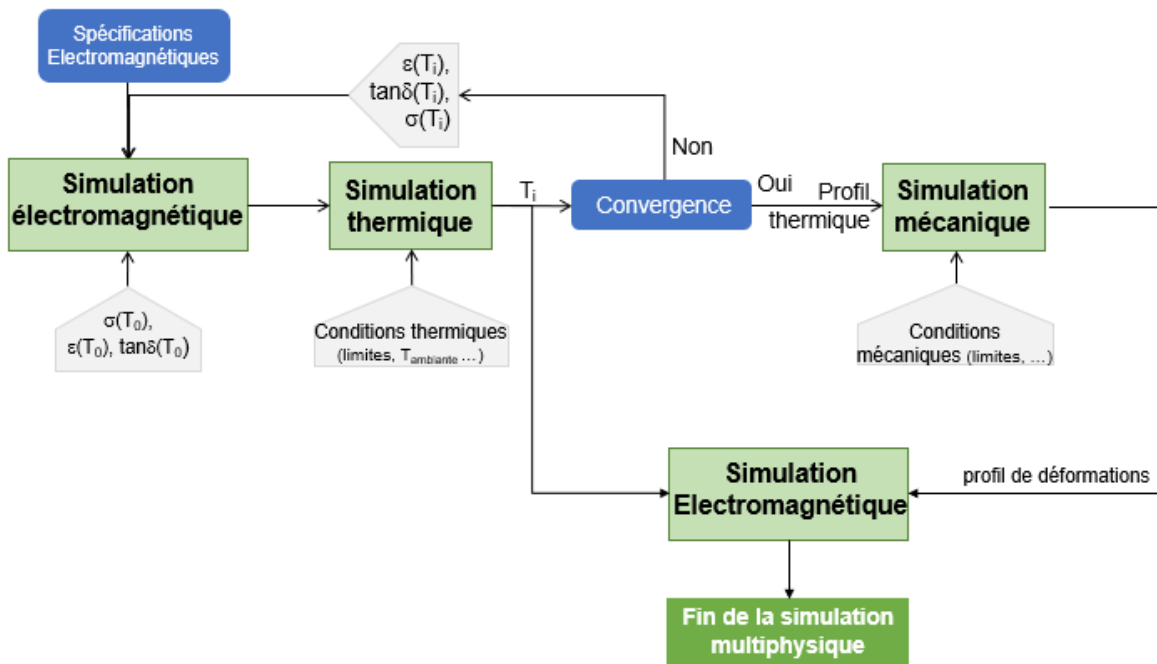 Spécifications
Electromagnétiques
ε(Tᵢ),
tanδ(Tᵢ),
σ(Tᵢ)
Non
Simulation
électromagnétique
Simulation
thermique
Tᵢ
Convergence
Oui
Profil
thermique
Simulation
mécanique
σ(T₀),
ε(T₀), tanδ(T₀)
Conditions thermiques
(limites, Tambiante ...)
Conditions
mécaniques (limites, ...)
Simulation
Electromagnétique
profil de déformations
Fin de la simulation
multiphysique